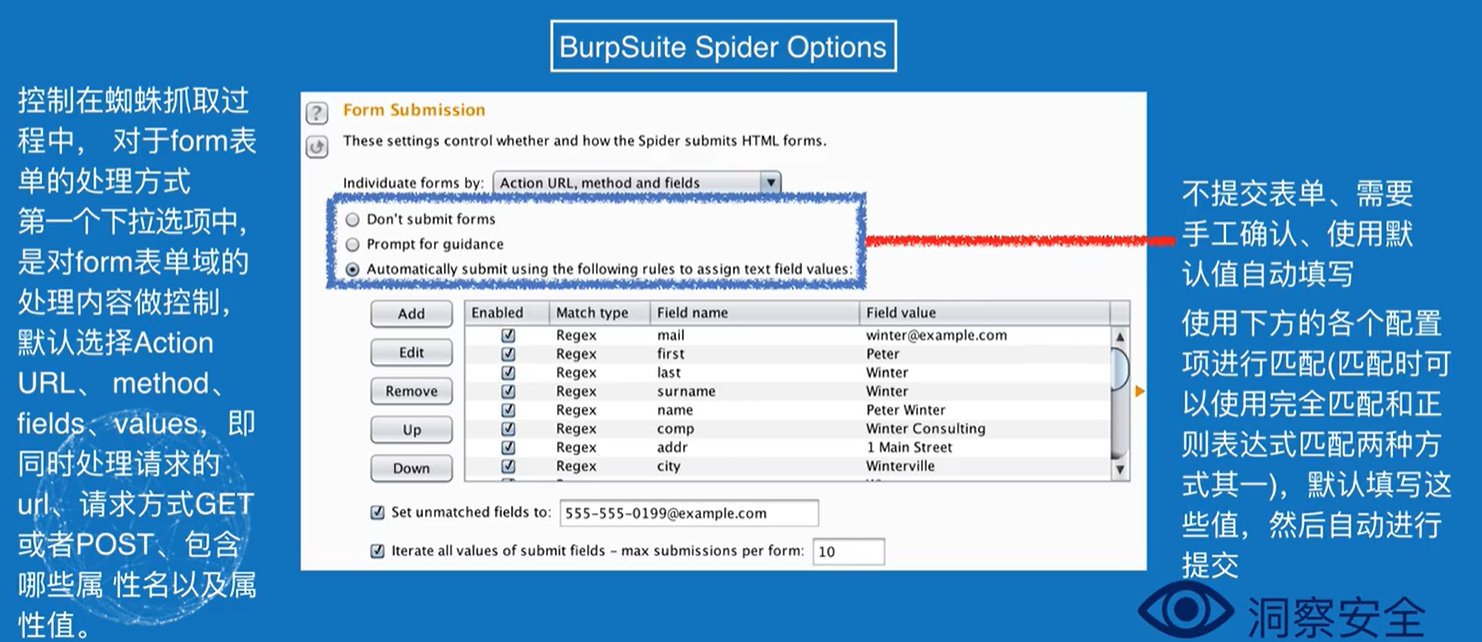 BurpSuite Spider Options
控制在蜘蛛抓取过
程中， 对于form表
单的处理方式
第一个下拉选项中，
是对form表单域的
处理内容做控制，
默认选择Action
URL、 method、
fields、values，即
同时处理请求的
url、请求方式GET
或者POST、包含
哪些属 性名以及属
性值。
?
Form Submission
These settings control whether and how the Spider submits HTML forms.
Individuate forms by: Action URL, method and fields
Don't submit forms
Prompt for guidance
Automatically submit using the following rules to assign text field values:
Add
Edit
Remove
Up
Down
Enabled Match type Field name Field value
Regex mail winter@example.com
Regex first Peter
Regex last Winter
Regex surname Winter
Regex name Peter Winter
Regex comp Winter Consulting
Regex addr 1 Main Street
Regex city Winterville
Set unmatched fields to: 555-555-0199@example.com
Iterate all values of submit fields – max submissions per form: 10
不提交表单、需要
手工确认、使用默
认值自动填写
使用下方的各个配置
项进行匹配(匹配时可
以使用完全匹配和正
则表达式匹配两种方
式其一)，默认填写这
些值，然后自动进行
提交
洞察安全